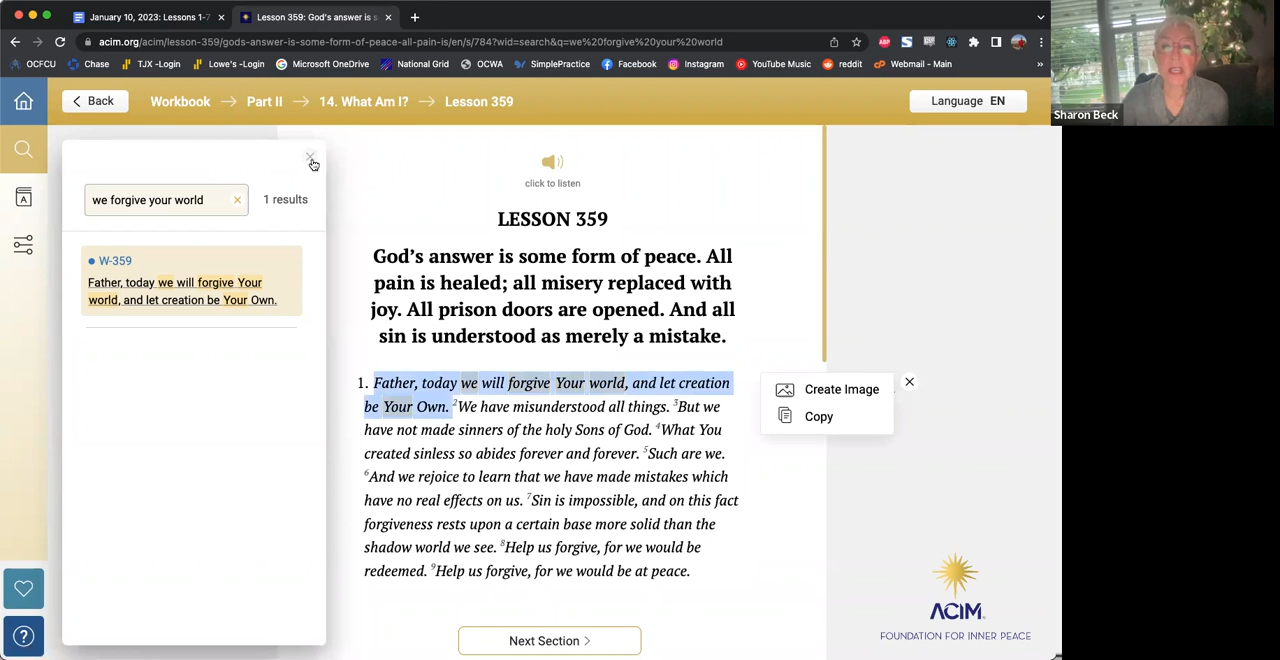 January 10, 2023: Lessons 1-7
Lesson 359: God's answer is s
acim.org/acim/lesson-359/gods-answer-is-some-form-of-peace-all-pain-is/en/s/784?wid=search&q=we%20forgive%20your%20world
OCFCU Chase TJX -Login Lowe's -Login Microsoft OneDrive National Grid OCWA SimplePractice Facebook Instagram YouTube Music reddit Webmail - Main »
Sharon Beck
Back
Workbook → Part II → 14. What Am I? → Lesson 359
Language EN
we forgive your world
1 results
W-359
Father, today we will forgive Your
world, and let creation be Your Own.
click to listen
LESSON 359
God's answer is some form of peace. All
pain is healed; all misery replaced with
joy. All prison doors are opened. And all
sin is understood as merely a mistake.
1. Father, today we will forgive Your world, and let creation
be Your Own. 2We have misunderstood all things. 3But we
have not made sinners of the holy Sons of God. 4What You
created sinless so abides forever and forever. 5Such are we.
6And we rejoice to learn that we have made mistakes which
have no real effects on us. 7Sin is impossible, and on this fact
forgiveness rests upon a certain base more solid than the
shadow world we see. 8Help us forgive, for we would be
redeemed. 9Help us forgive, for we would be at peace.
Create Image
Copy
Next Section
ACIM
FOUNDATION FOR INNER PEACE